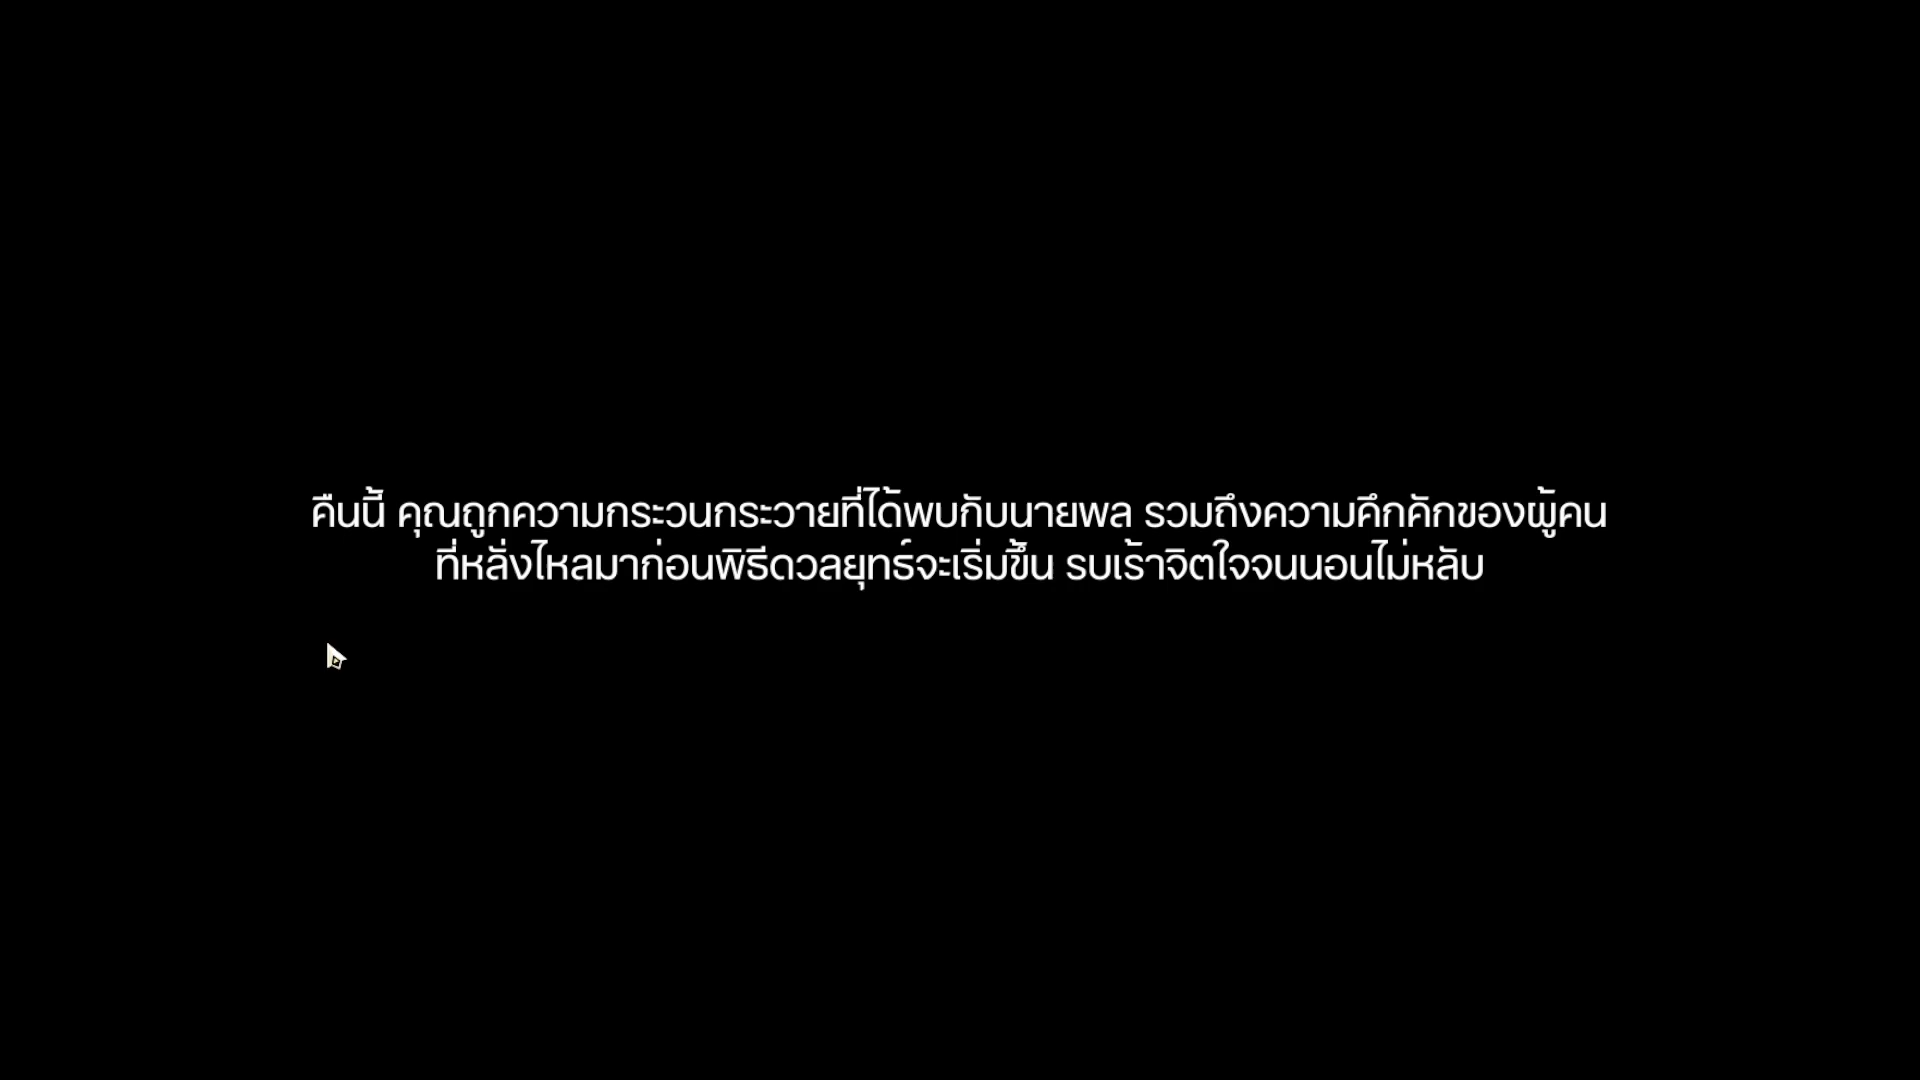 คืนนี้ คุณถูกความกระวนกระวายที่ได้พบกับนายพล รวมถึงความคึกคักของผู้คน
ที่หลั่งไหลมาก่อนพิธีดวลยุทธ์จะเริ่มขึ้น รบเร้าจิตใจจนนอนไม่หลับ